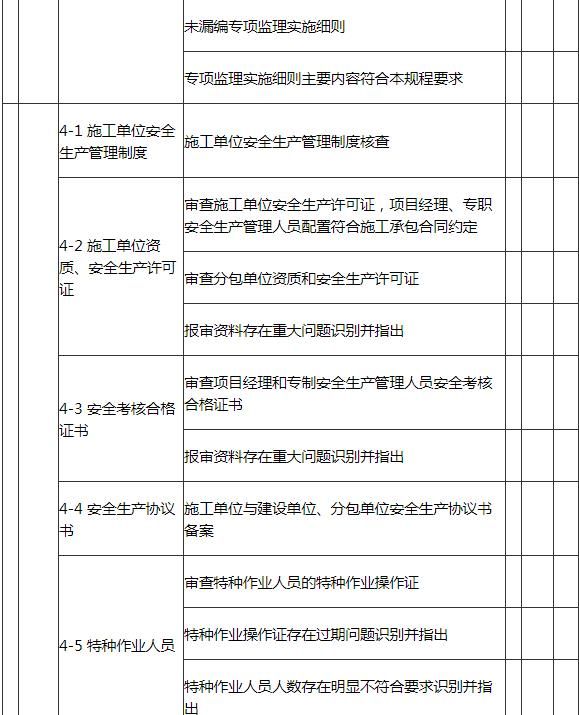 未漏编专项监理实施细则
专项监理实施细则主要内容符合本规程要求
4-1 施工单位安全
生产管理制度
施工单位安全生产管理制度核查
4-2 施工单位资
质、安全生产许可
证
审查施工单位安全生产许可证，项目经理、专职
安全生产管理人员配置符合施工承包合同约定
审查分包单位资质和安全生产许可证
报审资料存在重大问题识别并指出
4-3 安全考核合格
证书
审查项目经理和专制安全生产管理人员安全考核
合格证书
报审资料存在重大问题识别并指出
4-4 安全生产协议
书
施工单位与建设单位、分包单位安全生产协议书
备案
4-5 特种作业人员
审查特种作业人员的特种作业操作证
特种作业操作证存在过期问题识别并指出
特种作业人员人数存在明显不符合要求识别并指
出